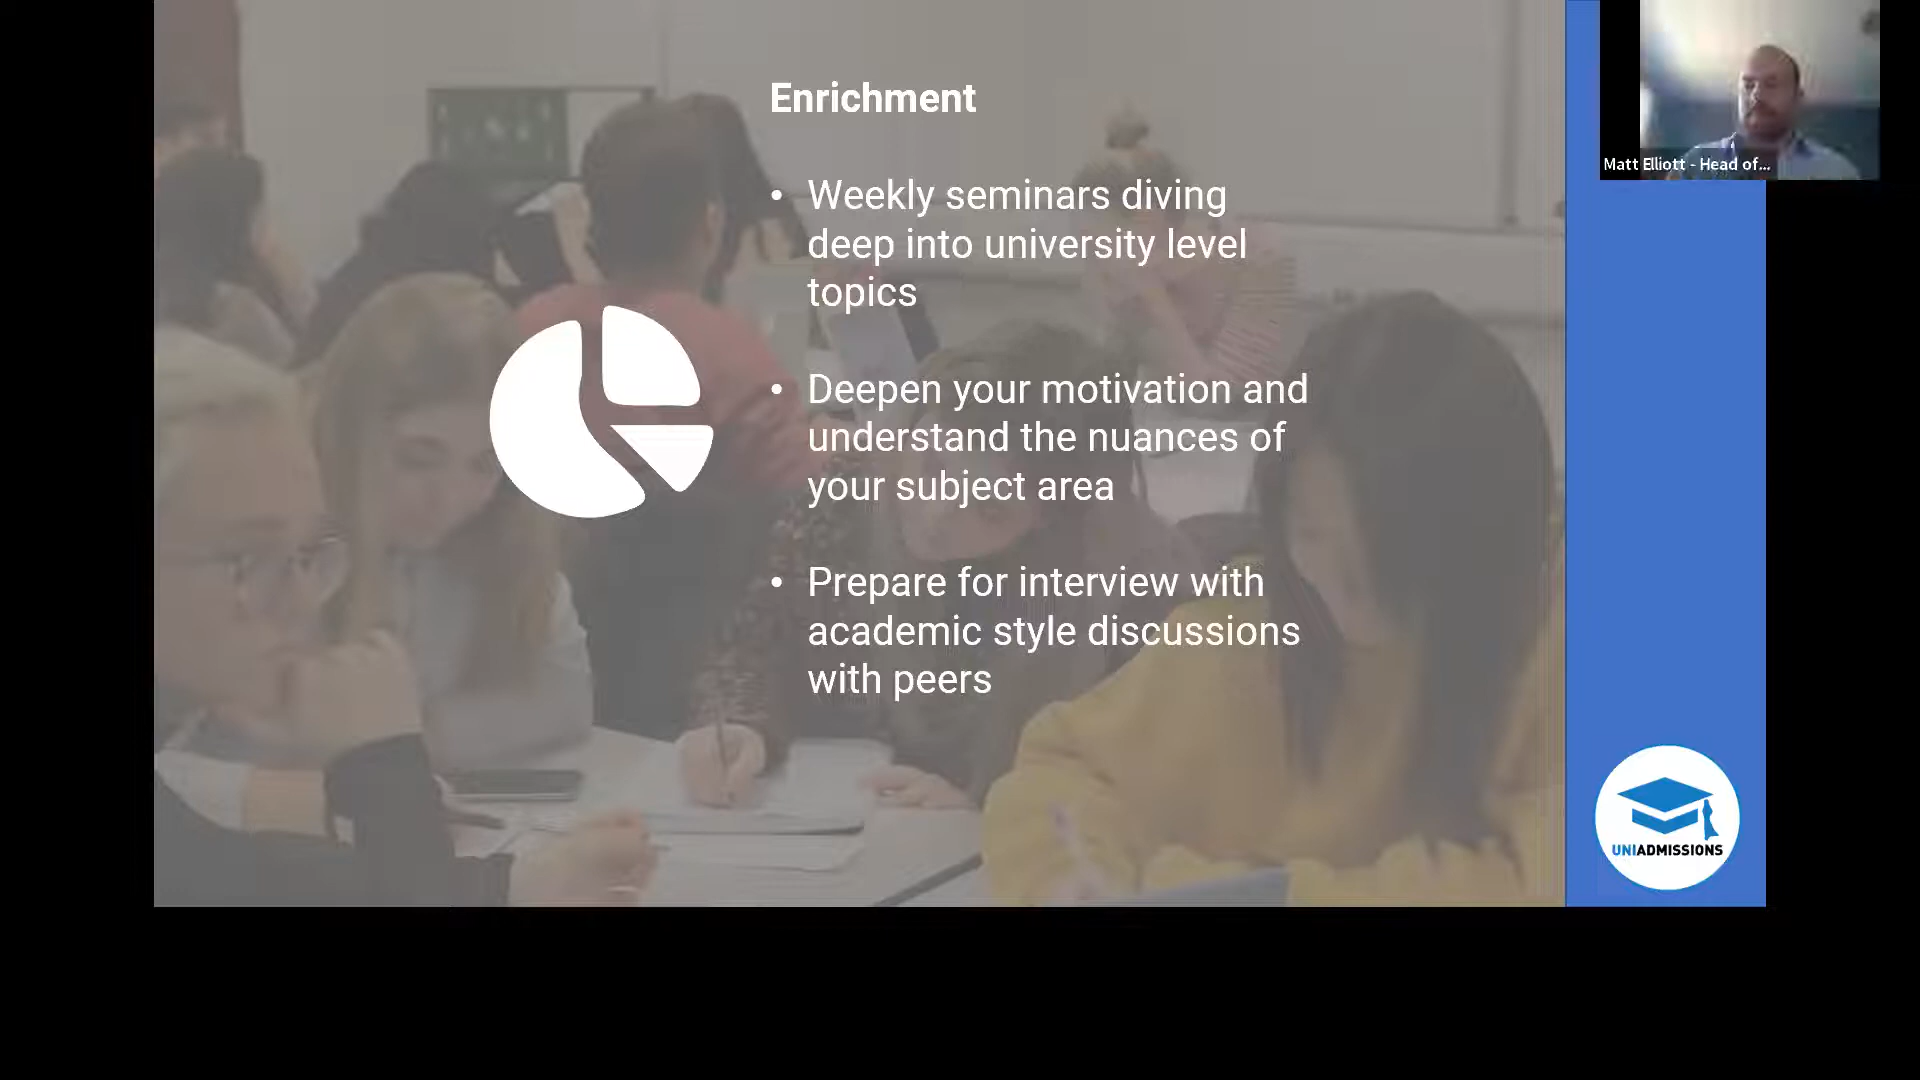 Enrichment
• Weekly seminars diving
deep into university level
topics
• Deepen your motivation and
understand the nuances of
your subject area
• Prepare for interview with
academic style discussions
with peers
Matt Elliott - Head of...
UNIADMISSIONS